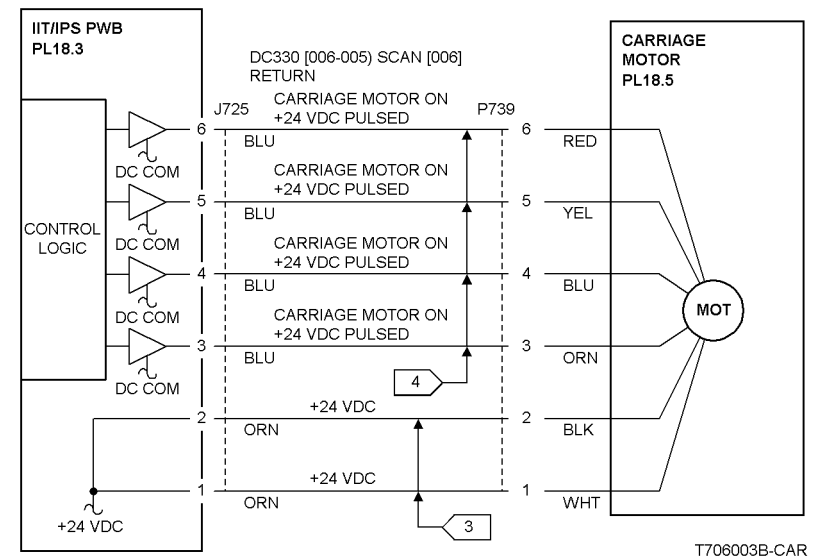 IIT/IPS PWB
PL18.3
CARRIAGE
MOTOR
PL18.5
DC330 [006-005) SCAN [006]
RETURN
J725
P739
CARRIAGE MOTOR ON
+24 VDC PULSED
6
BLU
6
RED
DC COM
CARRIAGE MOTOR ON
+24 VDC PULSED
5
BLU
5
YEL
CONTROL
LOGIC
DC COM
CARRIAGE MOTOR ON
+24 VDC PULSED
4
BLU
4
BLU
MOT
DC COM
CARRIAGE MOTOR ON
+24 VDC PULSED
3
BLU
3
ORN
DC COM
4
+24 VDC
2
ORN
2
BLK
+24 VDC
1
ORN
1
WHT
+24 VDC
3
T706003B-CAR